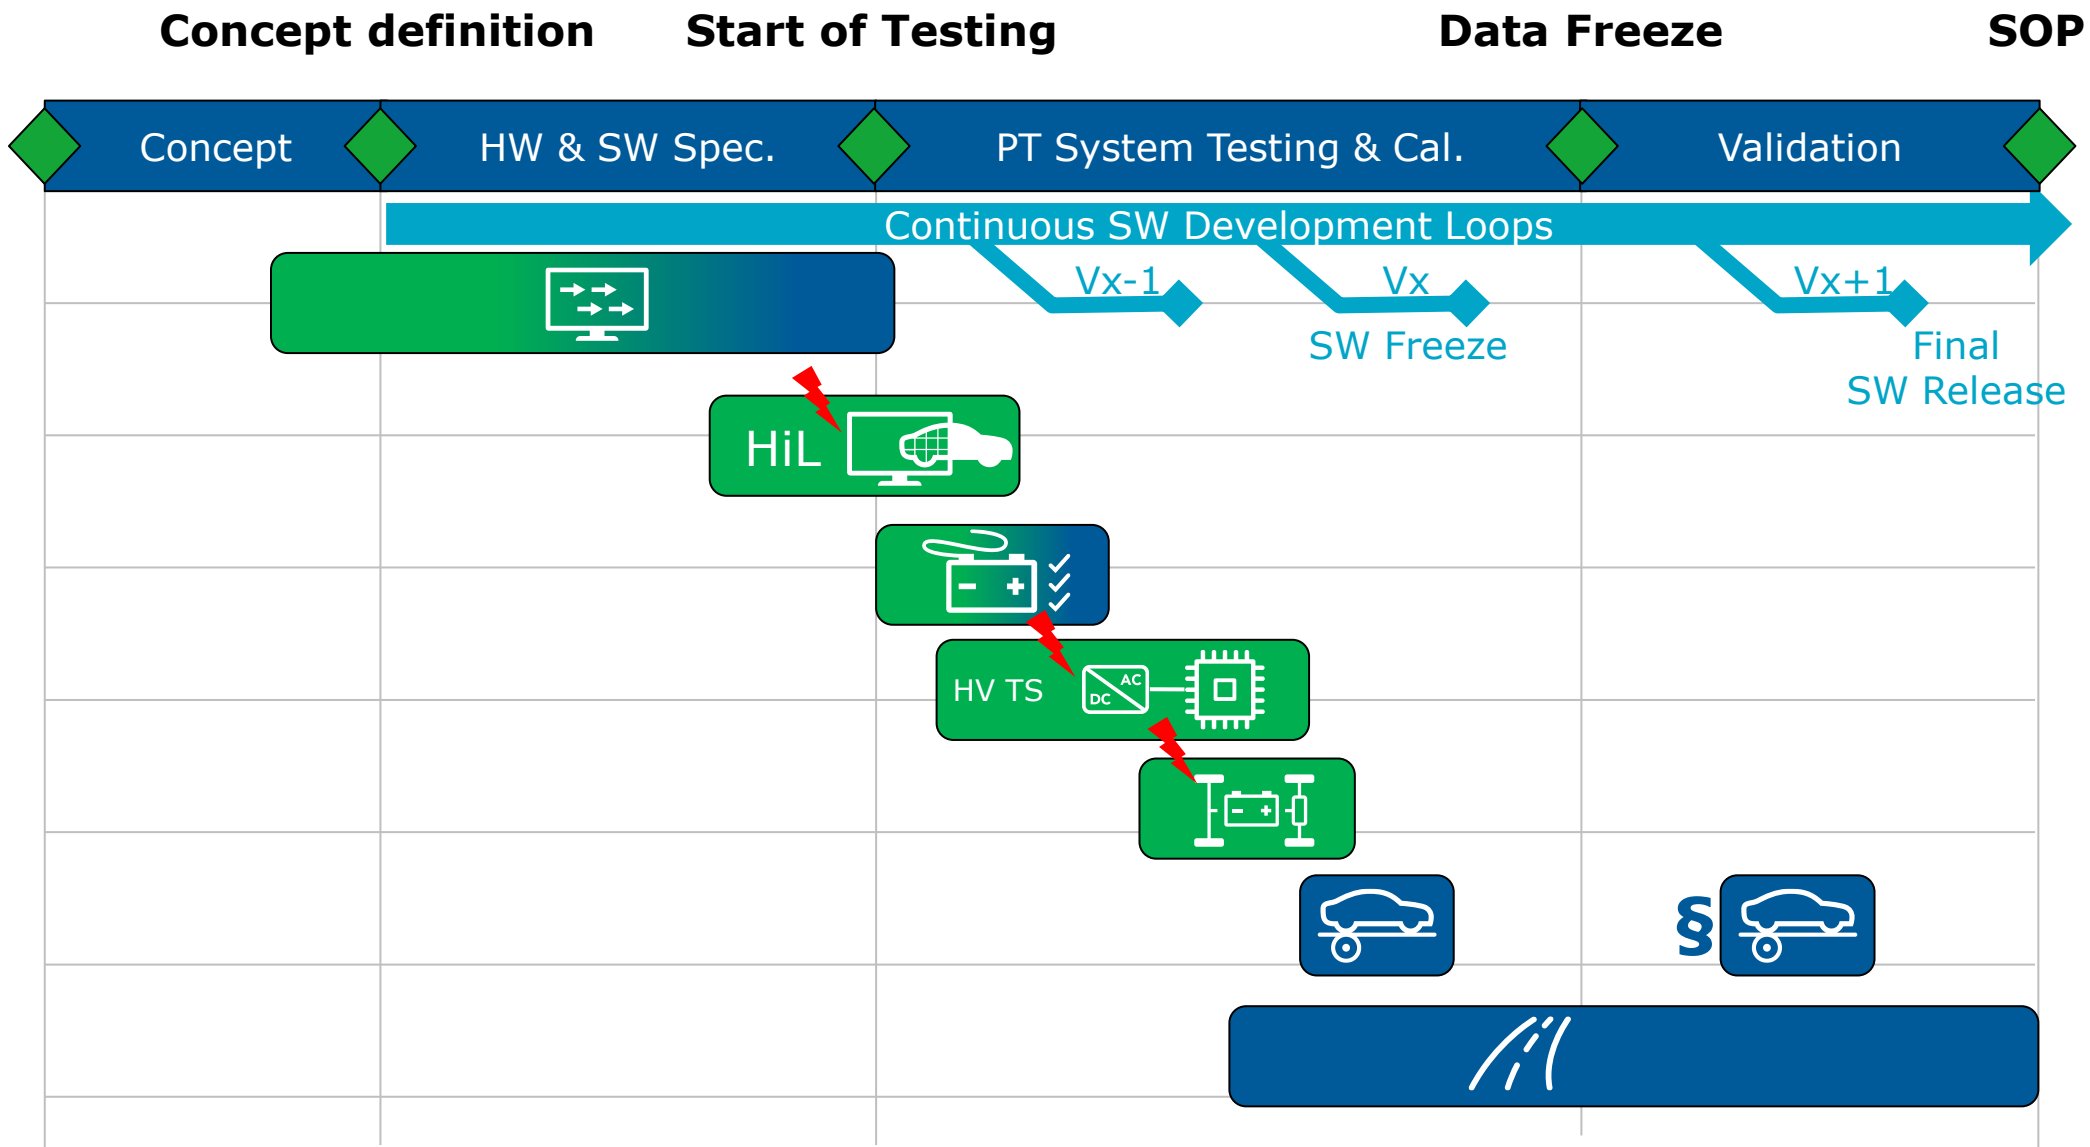 Concept definition
Start of Testing
Data Freeze
SOP
Concept
HW & SW Spec.
PT System Testing & Cal.
Validation
Continuous SW Development Loops
Vx-1
Vx
Vx+1
SW Freeze
Final
SW Release
HiL
HV TS
AC
DC
§